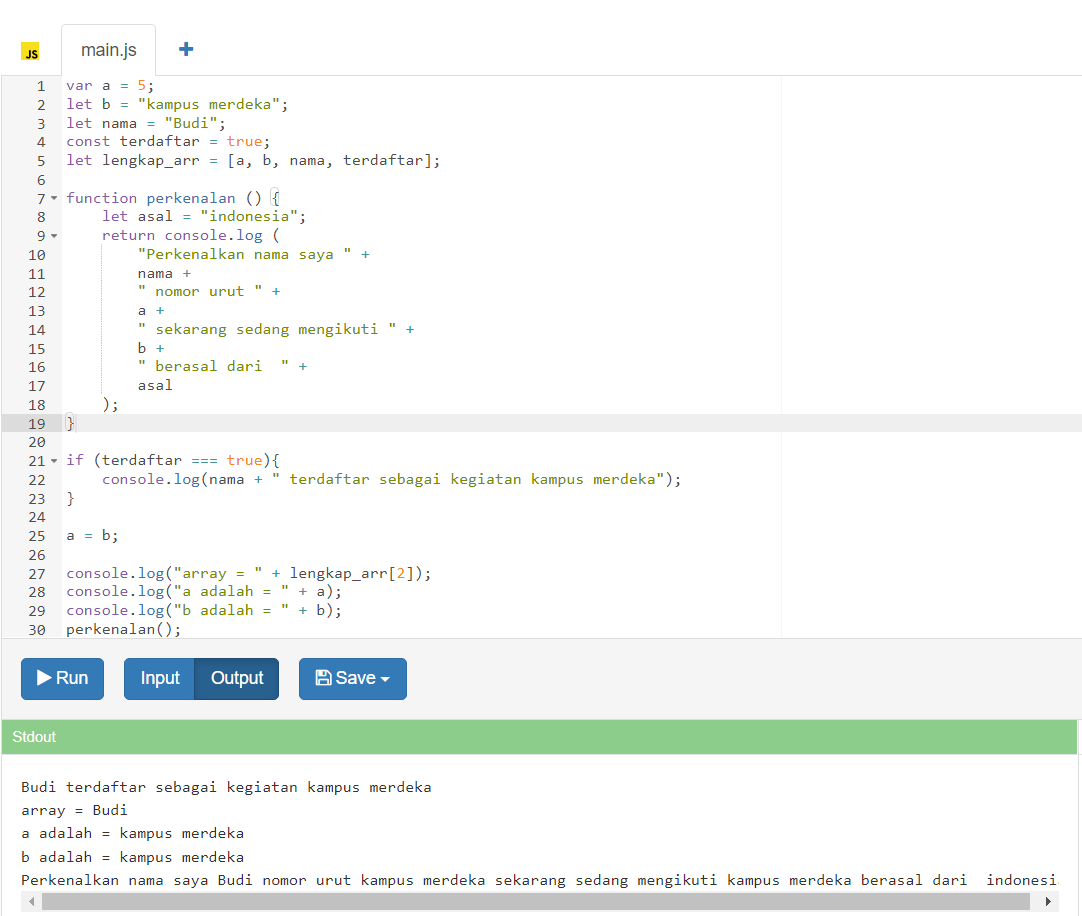 JS main.js +
1 var a = 5;
2 let b = "kampus merdeka";
3 let nama = "Budi";
4 const terdaftar = true;
5 let lengkap_arr = [a, b, nama, terdaftar];
6
7 function perkenalan () {
8     let asal = "indonesia";
9     return console.log (
10         "Perkenalkan nama saya " +
11         nama +
12         " nomor urut " +
13         a +
14         " sekarang sedang mengikuti " +
15         b +
16         " berasal dari  " +
17         asal
18     );
19 }
20
21 if (terdaftar === true){
22     console.log(nama + " terdaftar sebagai kegiatan kampus merdeka");
23 }
24
25 a = b;
26
27 console.log("array = " + lengkap_arr[2]);
28 console.log("a adalah = " + a);
29 console.log("b adalah = " + b);
30 perkenalan();
Run Input Output Save
Stdout
Budi terdaftar sebagai kegiatan kampus merdeka
array = Budi
a adalah = kampus merdeka
b adalah = kampus merdeka
Perkenalkan nama saya Budi nomor urut kampus merdeka sekarang sedang mengikuti kampus merdeka berasal dari  indonesi